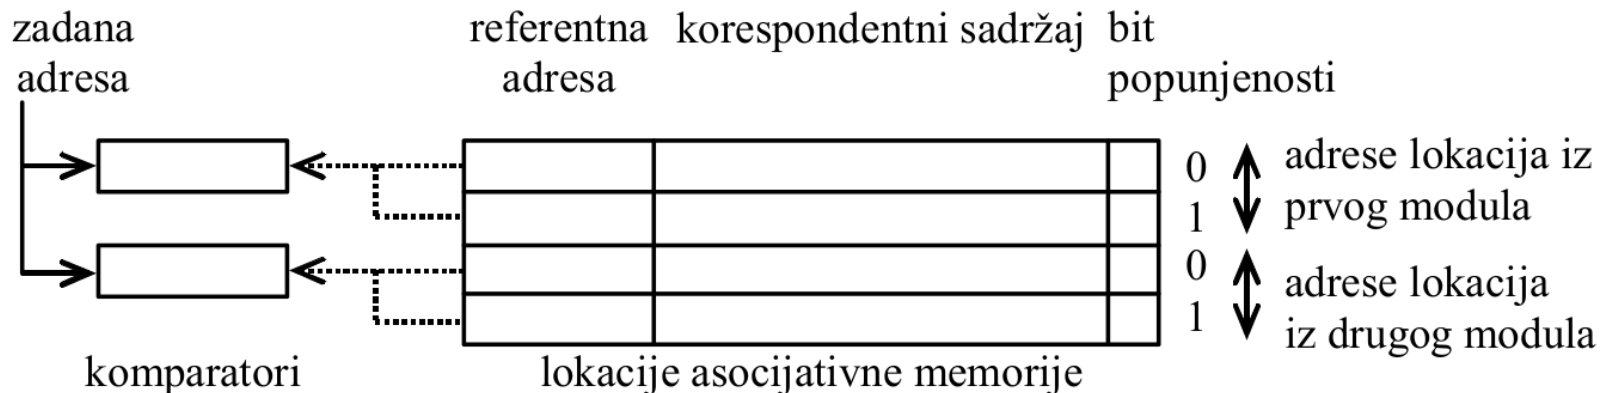 zadana
adresa
referentna
adresa
korespondentni sadržaj
bit
popunjenosti
0
1
0
1
adrese lokacija iz
prvog modula
adrese lokacija
iz drugog modula
komparatori
lokacije asocijativne memorije